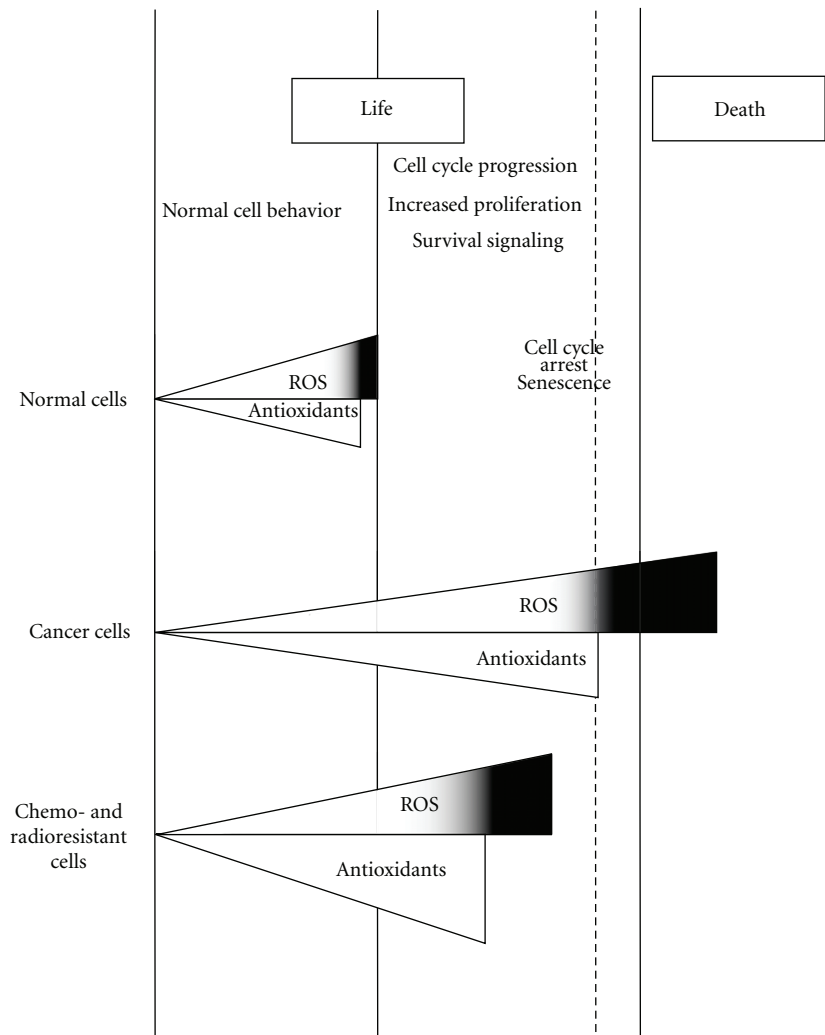 Life
Death
Cell cycle progression
Normal cell behavior
Increased proliferation
Survival signaling
Cell cycle
arrest
Senescence
Normal cells
ROS
Antioxidants
Cancer cells
ROS
Antioxidants
Chemo- and
radioresistant
cells
ROS
Antioxidants